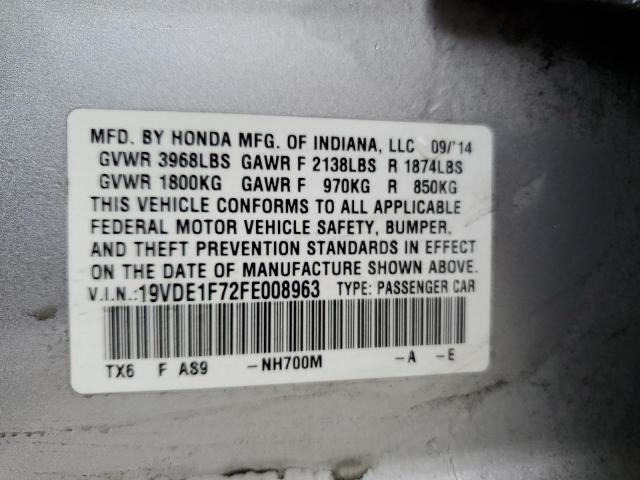 MFD. BY HONDA MFG. OF INDIANA, LLC 09/'14
GVWR 3968LBS GAWR F 2138LBS R 1874LBS
GVWR 1800KG GAWR F 970KG R 850KG
THIS VEHICLE CONFORMS TO ALL APPLICABLE
FEDERAL MOTOR VEHICLE SAFETY, BUMPER,
AND THEFT PREVENTION STANDARDS IN EFFECT
ON THE DATE OF MANUFACTURE SHOWN ABOVE.
V.I.N.:19VDE1F72FE008963 TYPE: PASSENGER CAR
TX6 F AS9 -NH700M -A -E